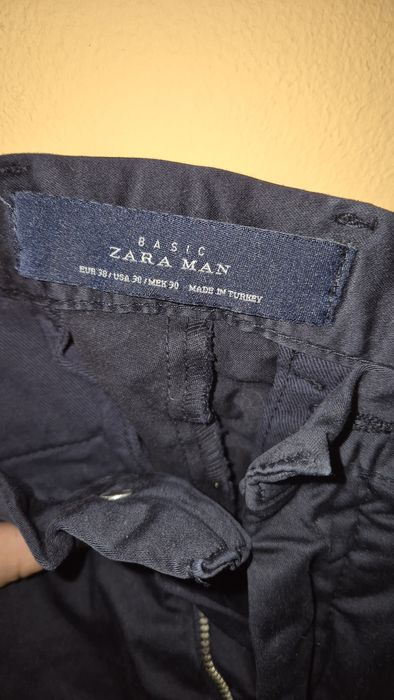 BASIC
ZARA MAN
EUR 38 / USA 30 / MEX 30 MADE IN TURKEY